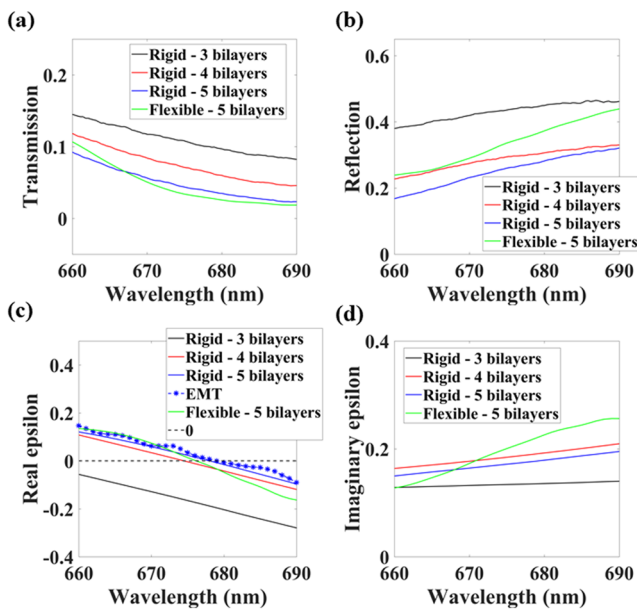 (a)
0.2
0.1
0
Transmission
Rigid - 3 bilayers
Rigid - 4 bilayers
Rigid - 5 bilayers
Flexible - 5 bilayers
660 670 680 690
Wavelength (nm)
(b)
0.6
0.4
0.2
0
Reflection
Rigid - 3 bilayers
Rigid - 4 bilayers
Rigid - 5 bilayers
Flexible - 5 bilayers
660 670 680 690
Wavelength (nm)
(c)
0.4
0.2
0
-0.2
-0.4
Real epsilon
Rigid - 3 bilayers
Rigid - 4 bilayers
Rigid - 5 bilayers
EMT
Flexible - 5 bilayers
0
660 670 680 690
Wavelength (nm)
(d)
0.4
0.2
0
Imaginary epsilon
Rigid - 3 bilayers
Rigid - 4 bilayers
Rigid - 5 bilayers
Flexible - 5 bilayers
660 670 680 690
Wavelength (nm)